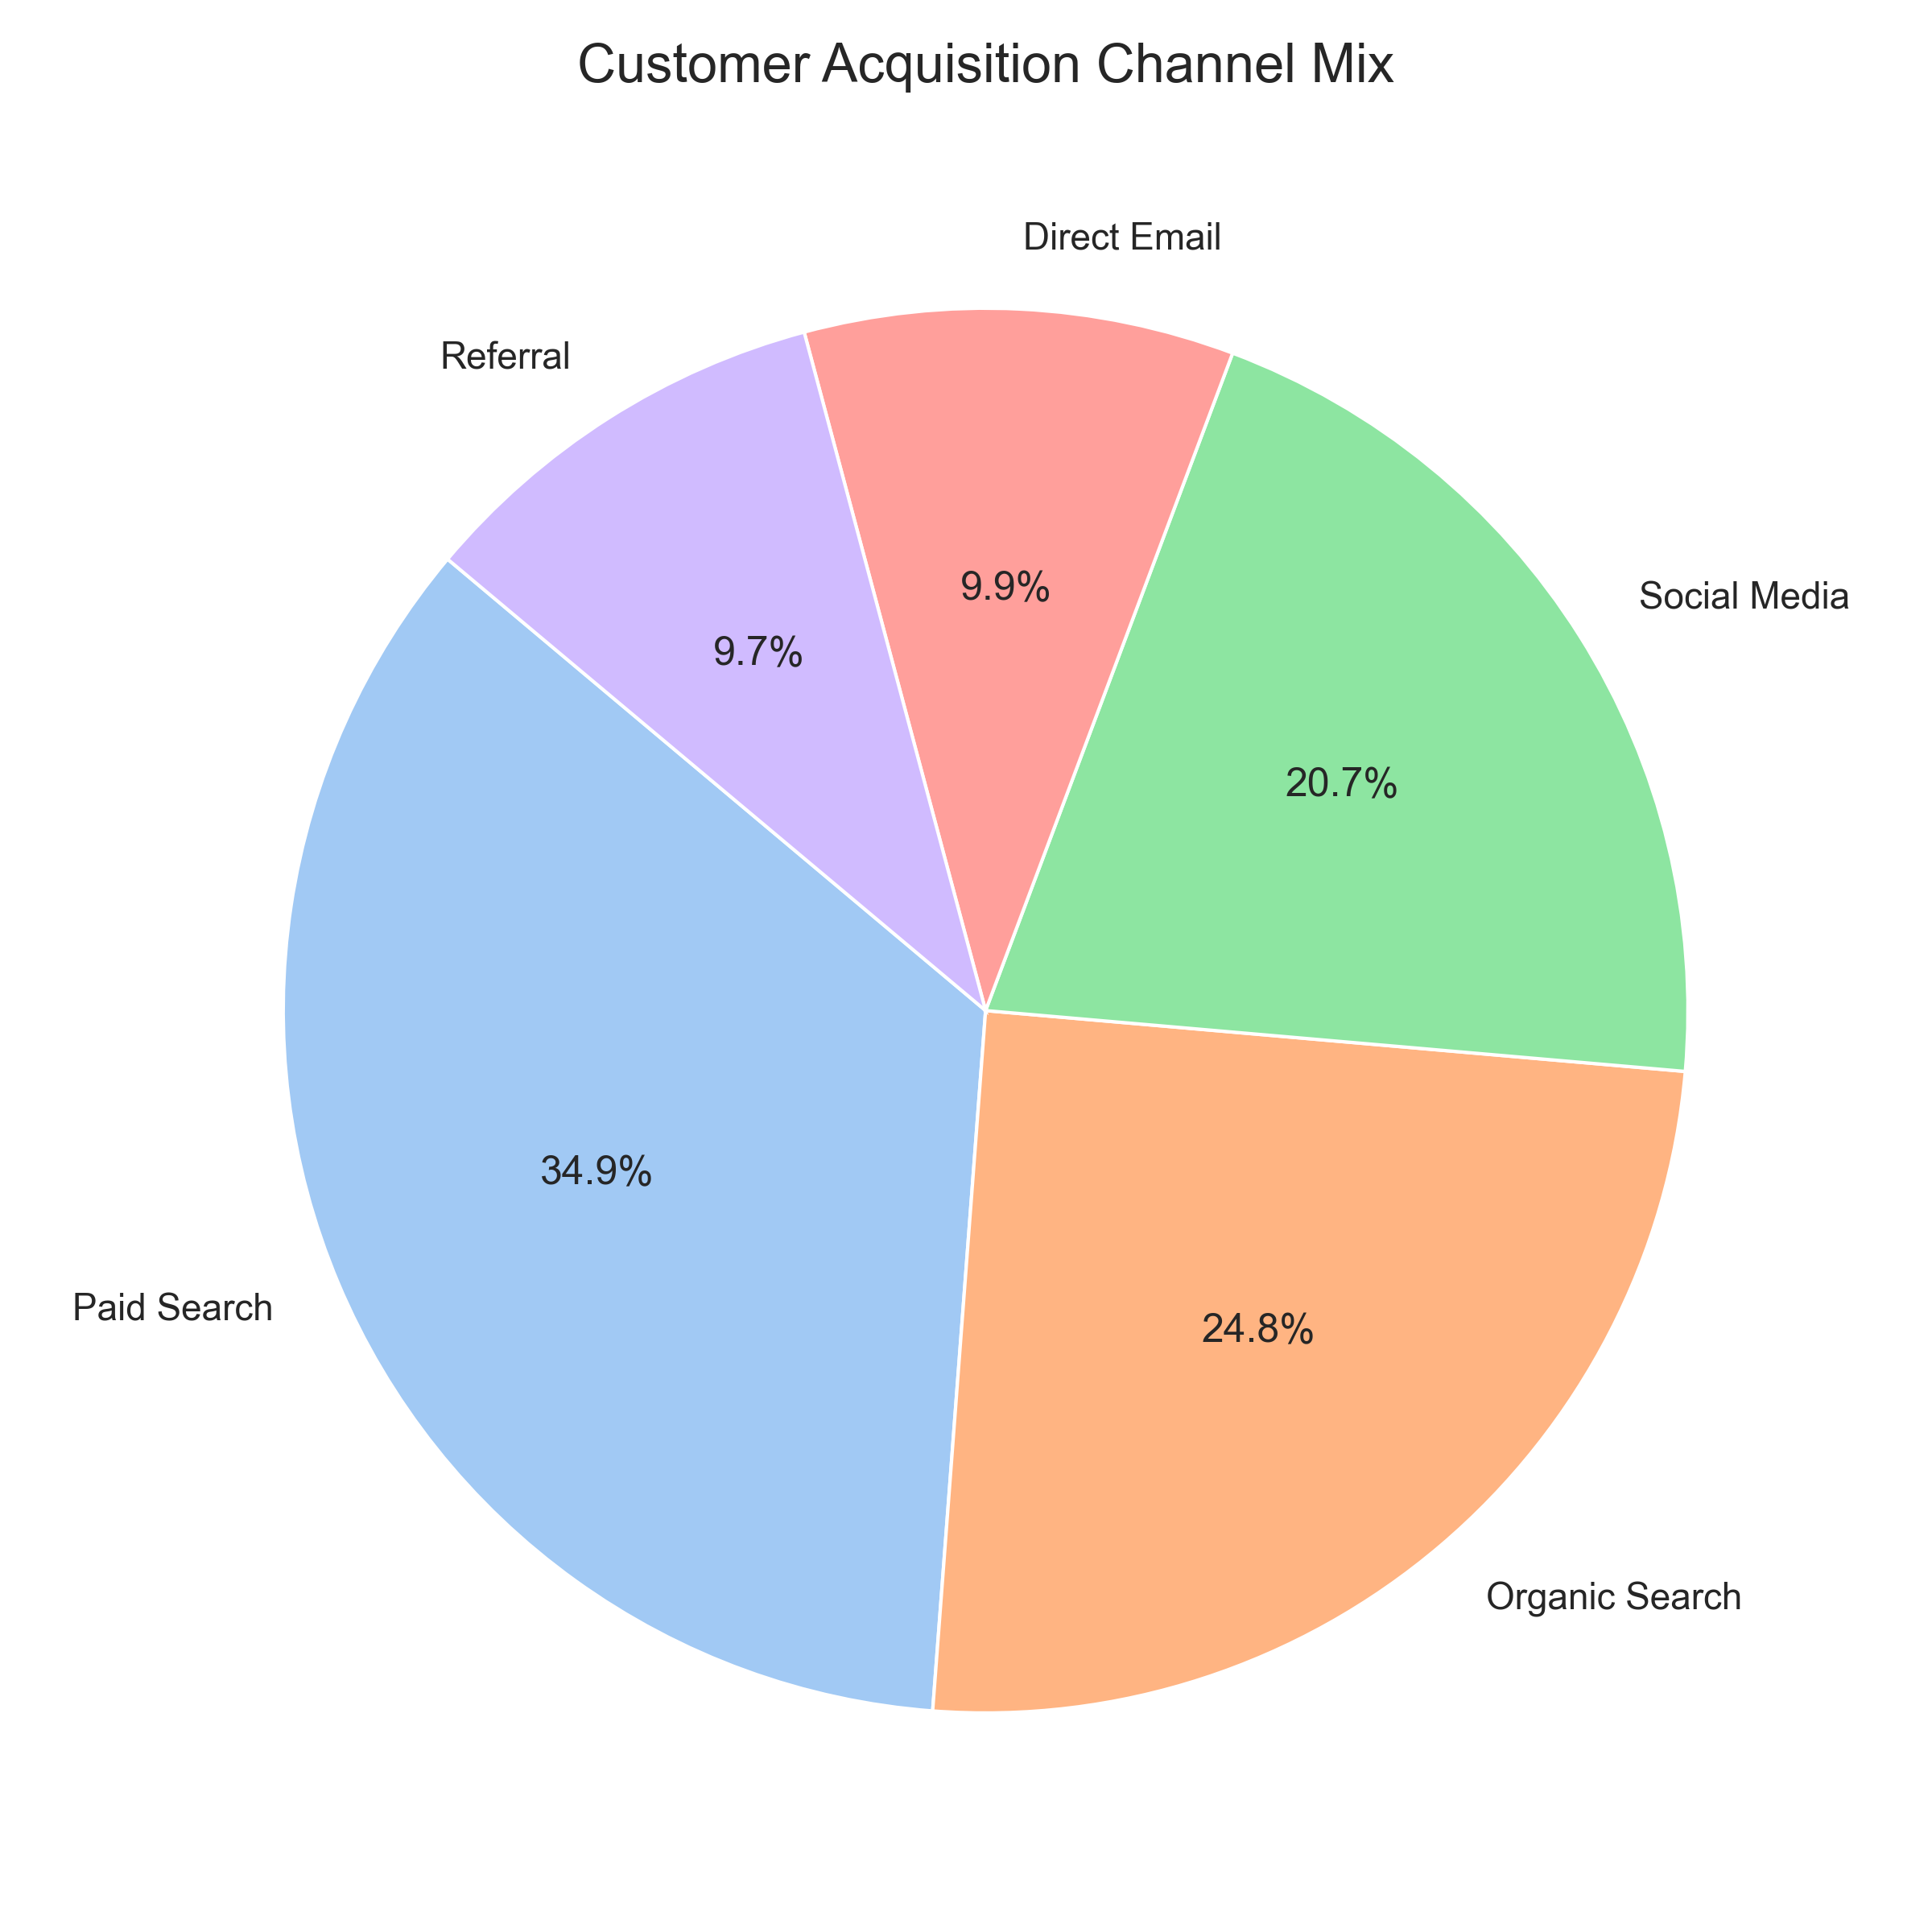 Customer Acquisition Channel Mix
Direct Email
Referral
9.9%
Social Media
9.7%
20.7%
34.9%
Paid Search
24.8%
Organic Search